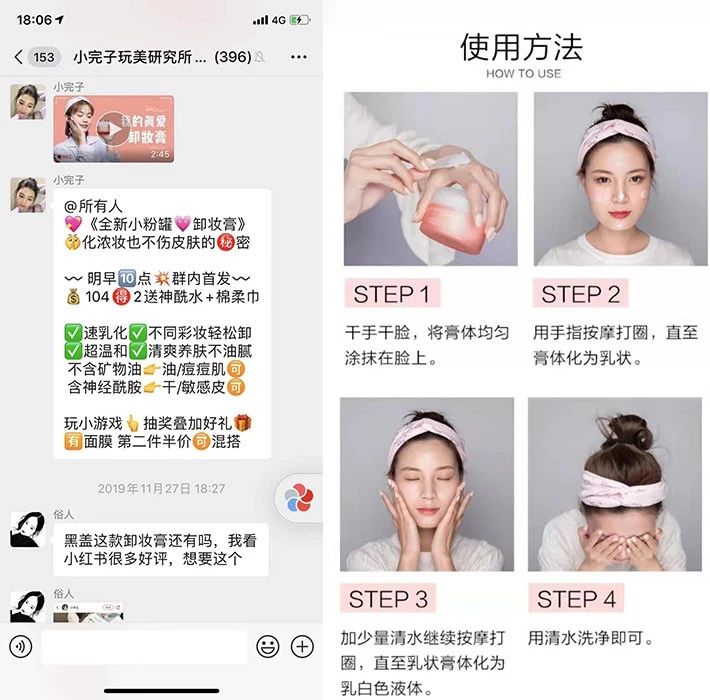 18:06
4G
153
小完子玩美研究所... (396)
小完子
我的真爱
卸妆膏
2:45
小完子
@所有人
《全新小粉罐💗卸妆膏》
化浓妆也不伤皮肤的㊙密
明早🔟点💥群内首发
💰104🉐2送神酰水+棉柔巾
✅速乳化✅不同彩妆轻松卸
✅超温和✅清爽养肤不油腻
不含矿物油👉油/痘痘肌🉑
含神经酰胺👉干/敏感皮🉑
玩小游戏👆抽奖叠加好礼🎁
🈶面膜 第二件半价🉑混搭
2019年11月27日 18:27
俗人
黑盖这款卸妆膏还有吗，我看
小红书很多好评，想要这个
俗人
使用方法
HOW TO USE
STEP 1
干手干脸，将膏体均匀
涂抹在脸上。
STEP 2
用手指按摩打圈，直至
膏体化为乳状。
STEP 3
加少量清水继续按摩打
圈，直至乳状膏体化为
乳白色液体。
STEP 4
用清水洗净即可。